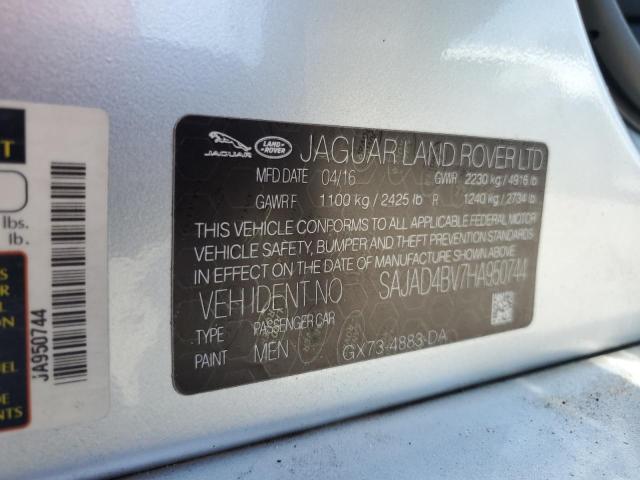 JAGUAR
LAND ROVER
JAGUAR LAND ROVER LTD
MFD DATE 04/16 GWR 2230 kg / 4916 lb
GAWR F 1100 kg / 2425 lb R 1240 kg / 2734 lb
THIS VEHICLE CONFORMS TO ALL APPLICABLE FEDERAL MOTOR
VEHICLE SAFETY, BUMPER AND THEFT PREVENTION STANDARDS
IN EFFECT ON THE DATE OF MANUFACTURE SHOWN ABOVE.
VEH IDENT NO SAJAD4BV7HA950744
TYPE PASSENGER CAR
PAINT MEN GX73-4883-DA
T
lbs.
lb.
JA950744